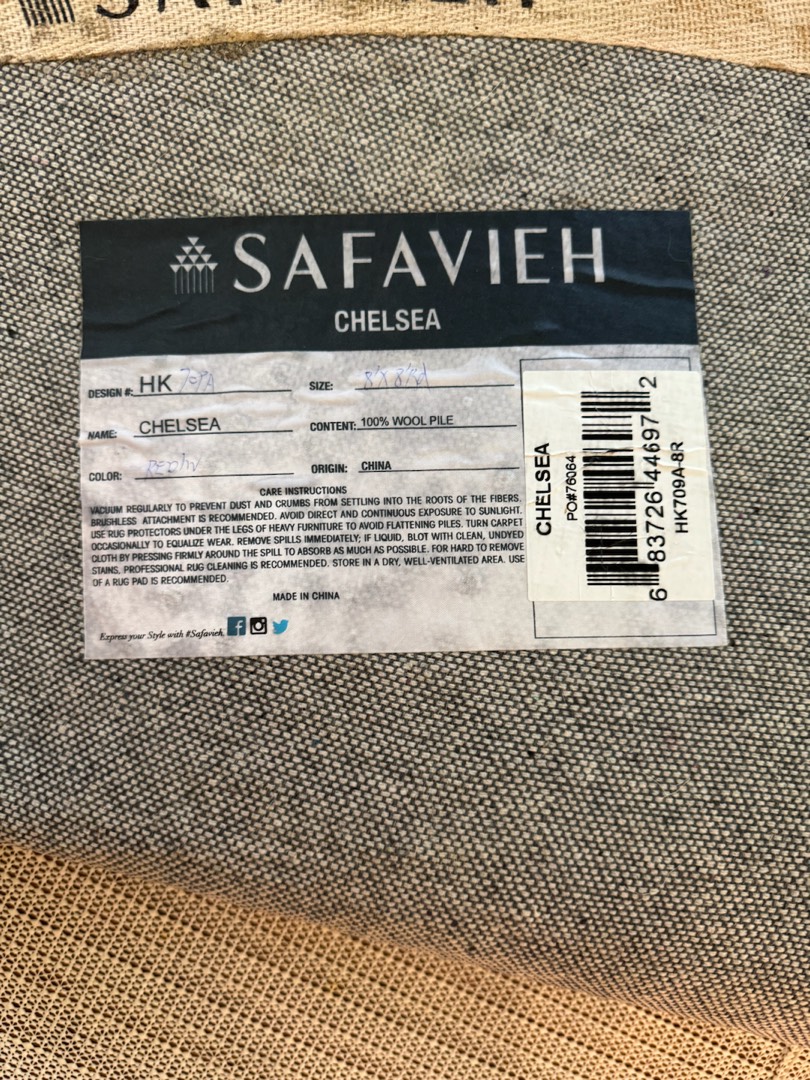 SAFAVIEH
CHELSEA
DESIGN #: HK 709A
SIZE: 8'X 8'Rd
NAME: CHELSEA
CONTENT: 100% WOOL PILE
COLOR:
ORIGIN: CHINA
CARE INSTRUCTIONS
VACUUM REGULARLY TO PREVENT DUST AND CRUMBS FROM SETTLING INTO THE ROOTS OF THE FIBERS.
BRUSHLESS ATTACHMENT IS RECOMMENDED. AVOID DIRECT AND CONTINUOUS EXPOSURE TO SUNLIGHT.
USE RUG PROTECTORS UNDER THE LEGS OF HEAVY FURNITURE TO AVOID FLATTENING PILES. TURN CARPET
OCCASIONALLY TO EQUALIZE WEAR. REMOVE SPILLS IMMEDIATELY; IF LIQUID, BLOT WITH CLEAN, UNDYED
CLOTH BY PRESSING FIRMLY AROUND THE SPILL TO ABSORB AS MUCH AS POSSIBLE. FOR HARD TO REMOVE
STAINS, PROFESSIONAL RUG CLEANING IS RECOMMENDED. STORE IN A DRY, WELL-VENTILATED AREA. USE
OF A RUG PAD IS RECOMMENDED.
MADE IN CHINA
Express your Style with #Safavieh
CHELSEA
PO#76064
6 83726 44697 2
HK709A-8R